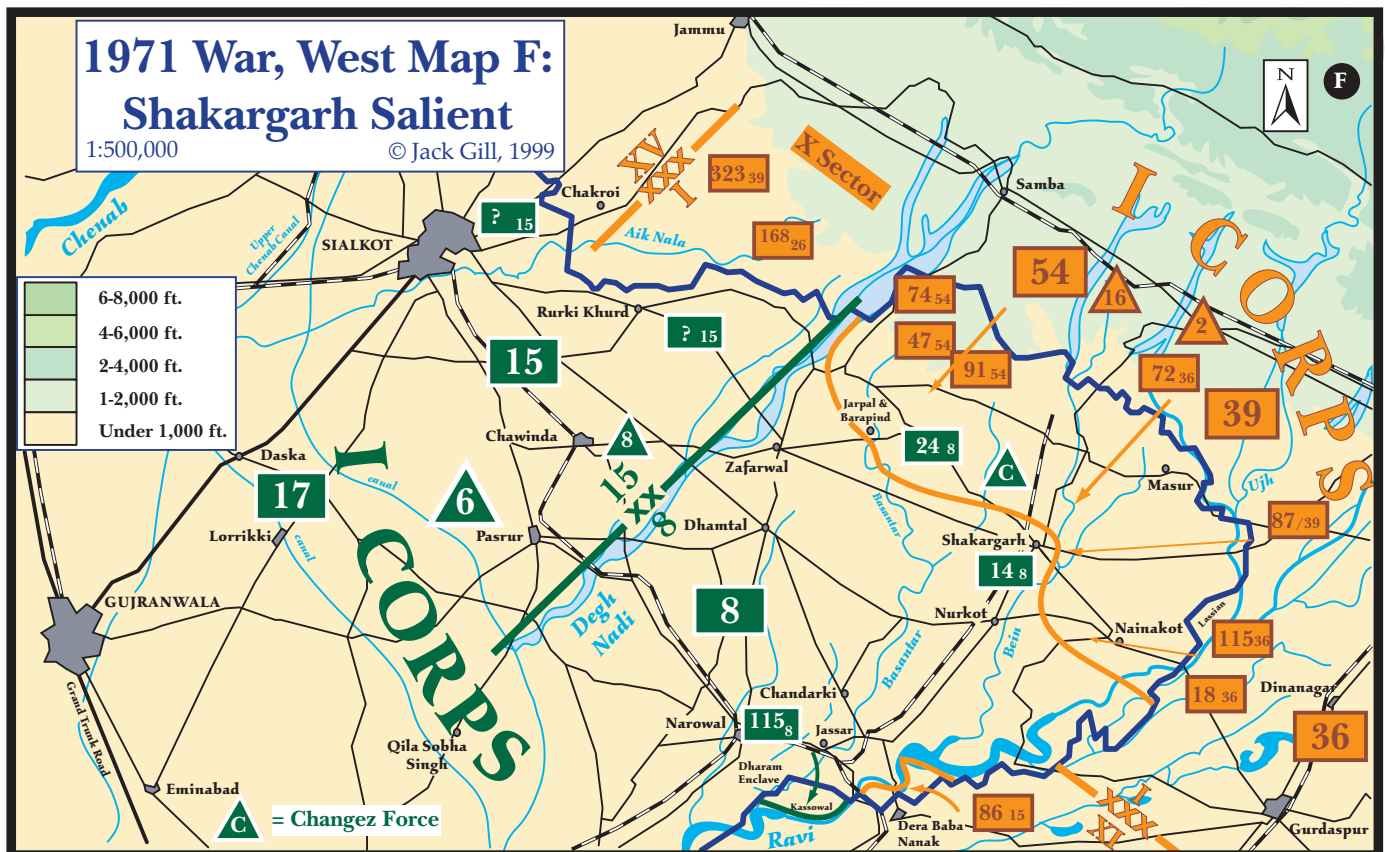 1971 War, West Map F:
Shakargarh Salient
1:500,000
© Jack Gill, 1999
Jammu
N
F
Chenab
Upper
Chenab Canal
SIALKOT
? 15
Chakroi
XV
XXX
I
323 39
X Sector
Samba
I CORPS
Aik Nala
168 26
6-8,000 ft.
4-6,000 ft.
2-4,000 ft.
1-2,000 ft.
Under 1,000 ft.
Rurki Khurd
? 15
74 54
54
16
2
47 54
91 54
72 36
39
15
Jarpal &
Barapind
Chawinda
8
24 8
C
Zafarwal
Masur
Ujh
Daska
I CORPS
canal
17
6
15
XX
8
Basantar
Lorrikki
canal
Pasrur
Dhamtal
Shakargarh
87/39
14 8
GUJRANWALA
Degh
Nadi
8
Nurkot
Bein
Nainakot
Lassian
115 36
Basantar
Grand Trunk Road
Chandarki
18 36
Dinanagar
Qila Sobha
Singh
Narowal
115 8
Jassar
36
Dharam
Enclave
Eminabad
Kassowal
C
= Changez Force
Ravi
Dera Baba
Nanak
86 15
I
XXX
XI
Gurdaspur